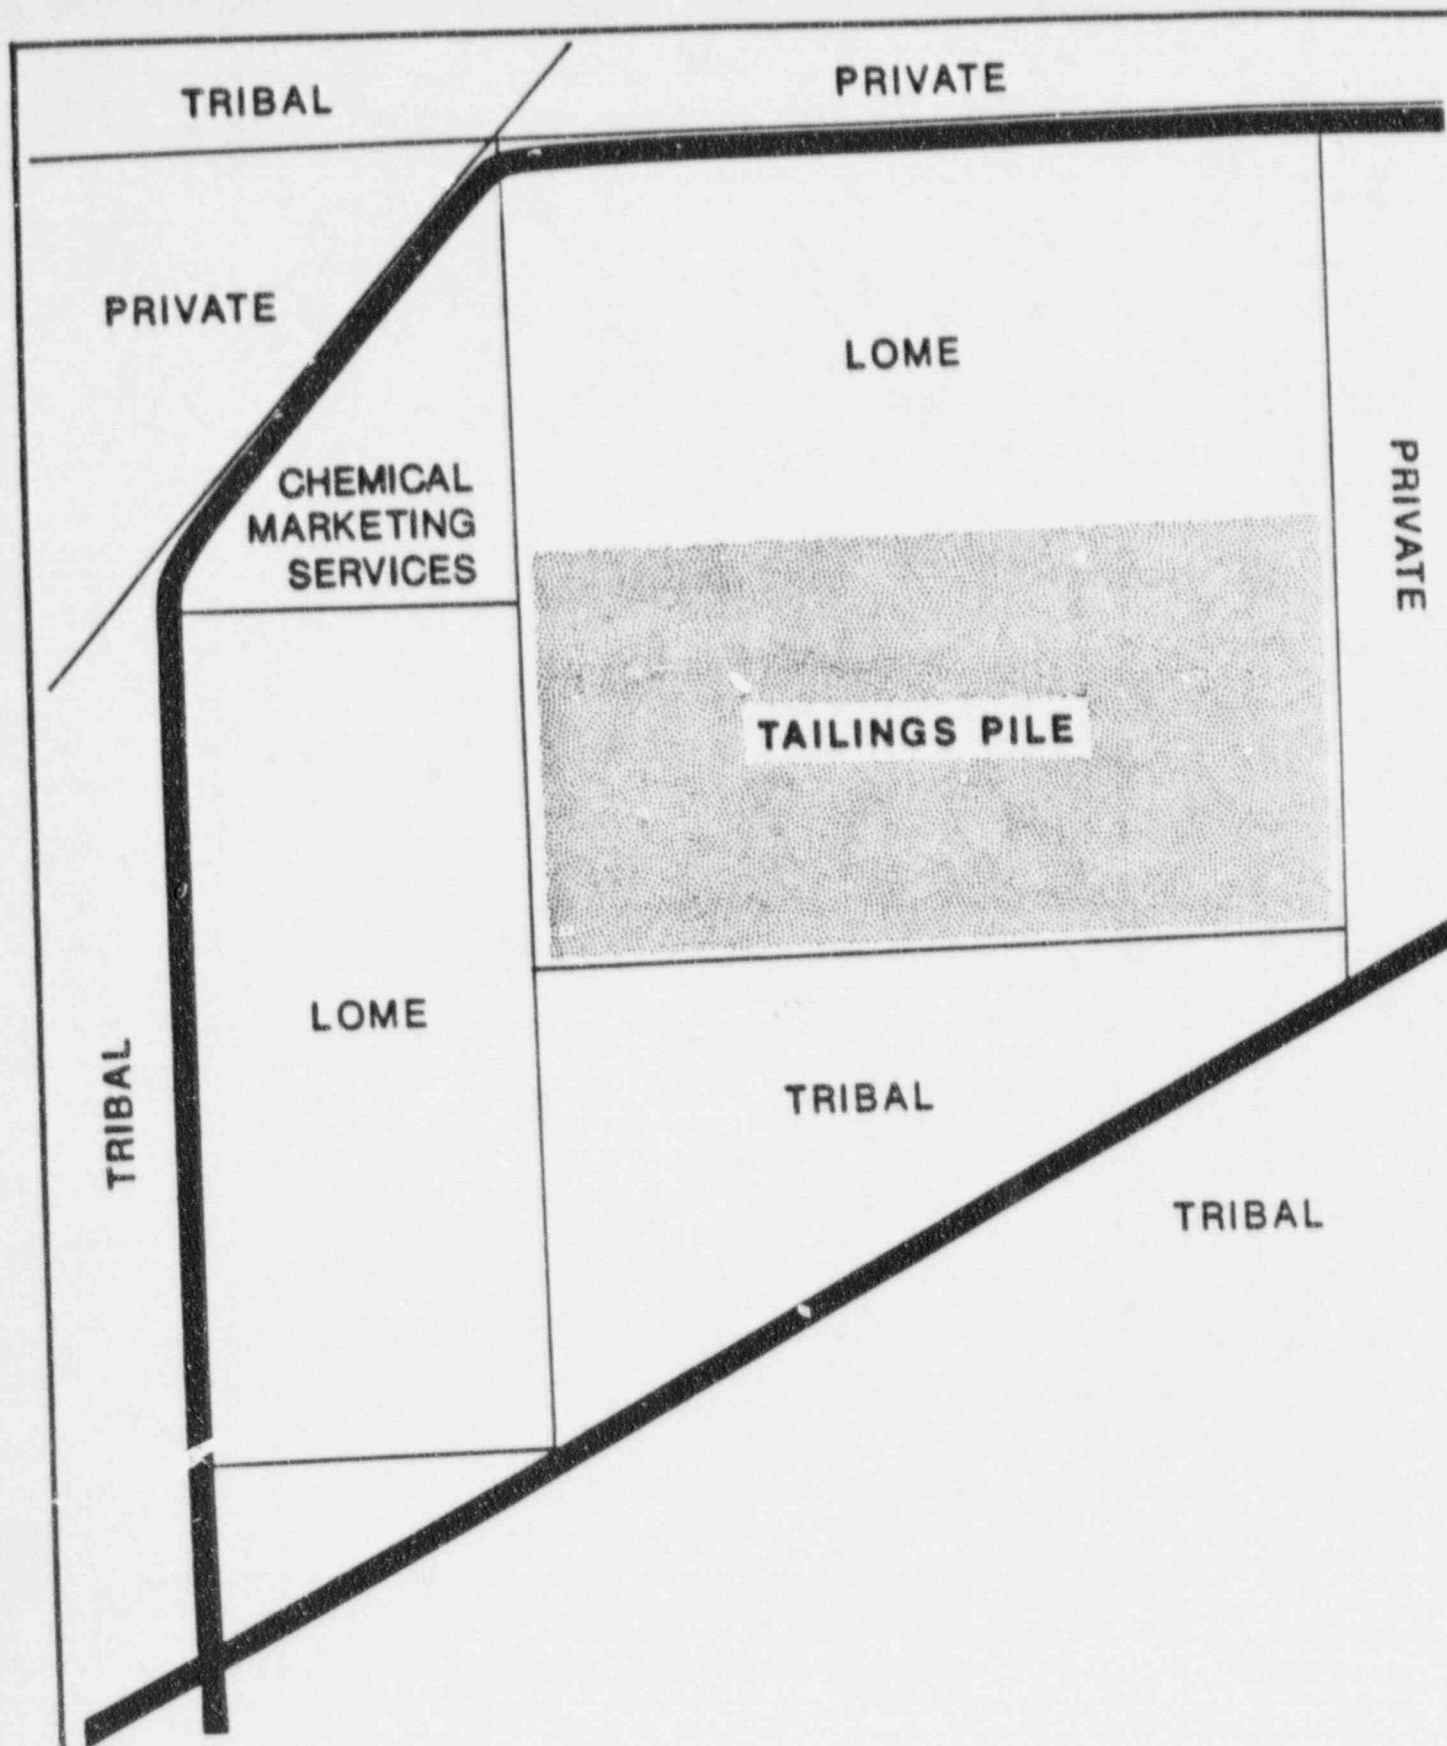 PRIVATE
TRIBAL
PRIVATE
LOME
CHEMICAL
MARKETING
SERVICES
PRIVATE
TAILINGS PILE
LOME
TRIBAL
TRIBAL
TRIBAL